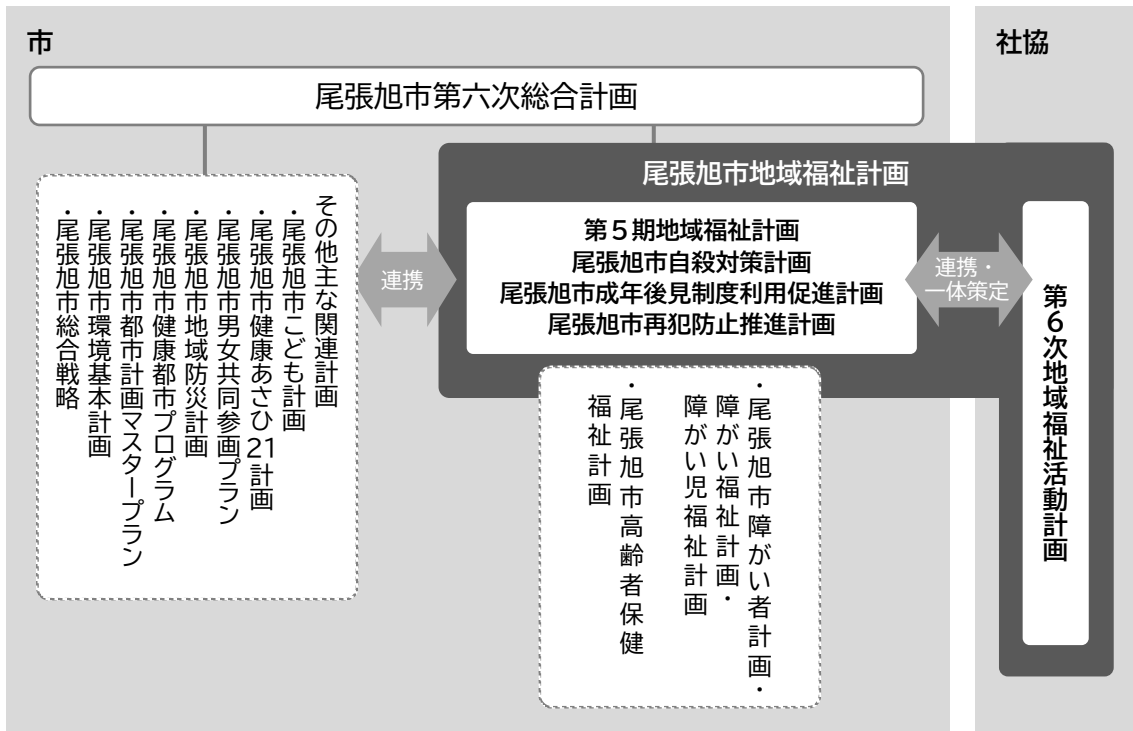 市
社協
尾張旭市第六次総合計画
その他主な関連計画
・尾張旭市こども計画
・尾張旭市健康あさひ21計画
・尾張旭市男女共同参画プラン
・尾張旭市地域防災計画
・尾張旭市健康都市プログラム
・尾張旭市都市計画マスタープラン
・尾張旭市環境基本計画
・尾張旭市総合戦略
連携
尾張旭市地域福祉計画
第5期地域福祉計画
尾張旭市自殺対策計画
尾張旭市成年後見制度利用促進計画
尾張旭市再犯防止推進計画
連携・
一体策定
第6次地域福祉活動計画
・尾張旭市障がい者計画・
障がい福祉計画・
障がい児福祉計画
・尾張旭市高齢者保健
福祉計画